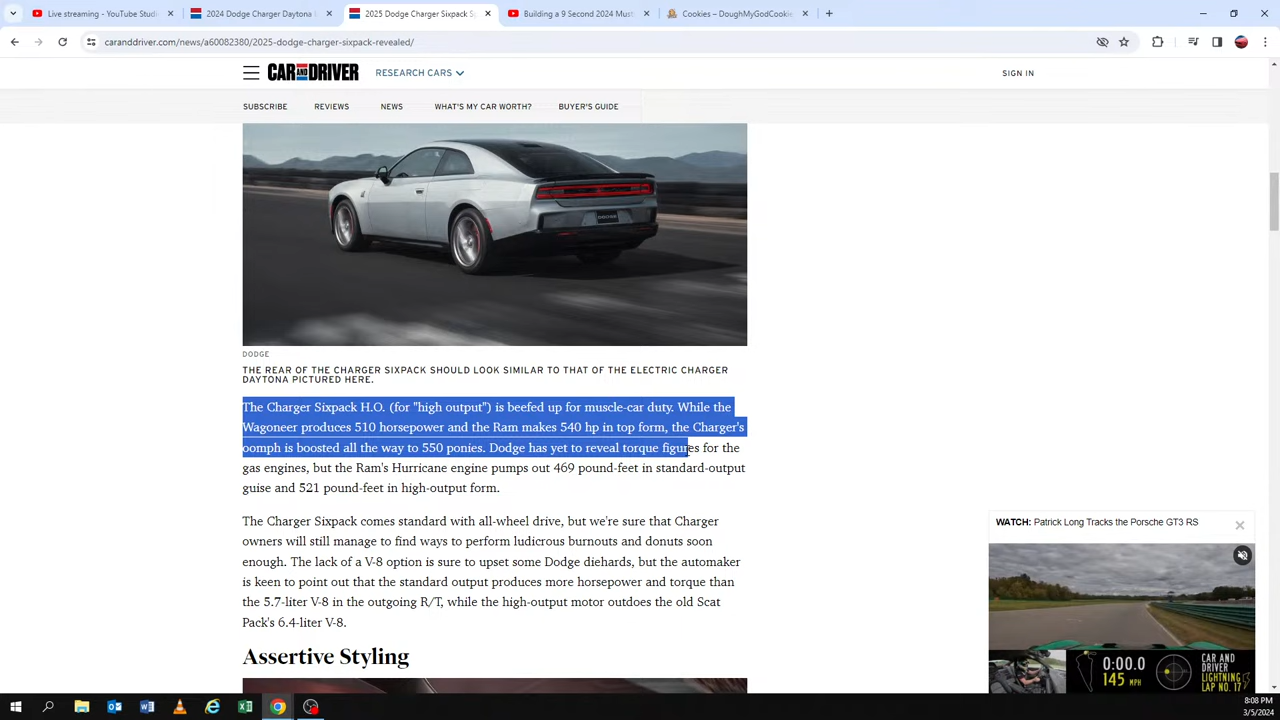 Live streaming - YouTube Studi
2024 Dodge Charger Daytona
2025 Dodge Charger Sixpack S
Building a 9 Second 2024 Must
Cookies – DoughMyGodCookie
caranddriver.com/news/a60082380/2025-dodge-charger-sixpack-revealed/
CAR AND DRIVER
RESEARCH CARS
SIGN IN
SUBSCRIBE
REVIEWS
NEWS
WHAT'S MY CAR WORTH?
BUYER'S GUIDE
DODGE
THE REAR OF THE CHARGER SIXPACK SHOULD LOOK SIMILAR TO THAT OF THE ELECTRIC CHARGER
DAYTONA PICTURED HERE.
The Charger Sixpack H.O. (for "high output") is beefed up for muscle-car duty. While the
Wagoneer produces 510 horsepower and the Ram makes 540 hp in top form, the Charger's
oomph is boosted all the way to 550 ponies. Dodge has yet to reveal torque figures for the
gas engines, but the Ram's Hurricane engine pumps out 469 pound-feet in standard-output
guise and 521 pound-feet in high-output form.
The Charger Sixpack comes standard with all-wheel drive, but we're sure that Charger
owners will still manage to find ways to perform ludicrous burnouts and donuts soon
enough. The lack of a V-8 option is sure to upset some Dodge diehards, but the automaker
is keen to point out that the standard output produces more horsepower and torque than
the 5.7-liter V-8 in the outgoing R/T, while the high-output motor outdoes the old Scat
Pack's 6.4-liter V-8.
Assertive Styling
WATCH: Patrick Long Tracks the Porsche GT3 RS
0:00.0
145 MPH
CAR AND
DRIVER
LIGHTNING
LAP NO. 17
8:08 PM
3/5/2024